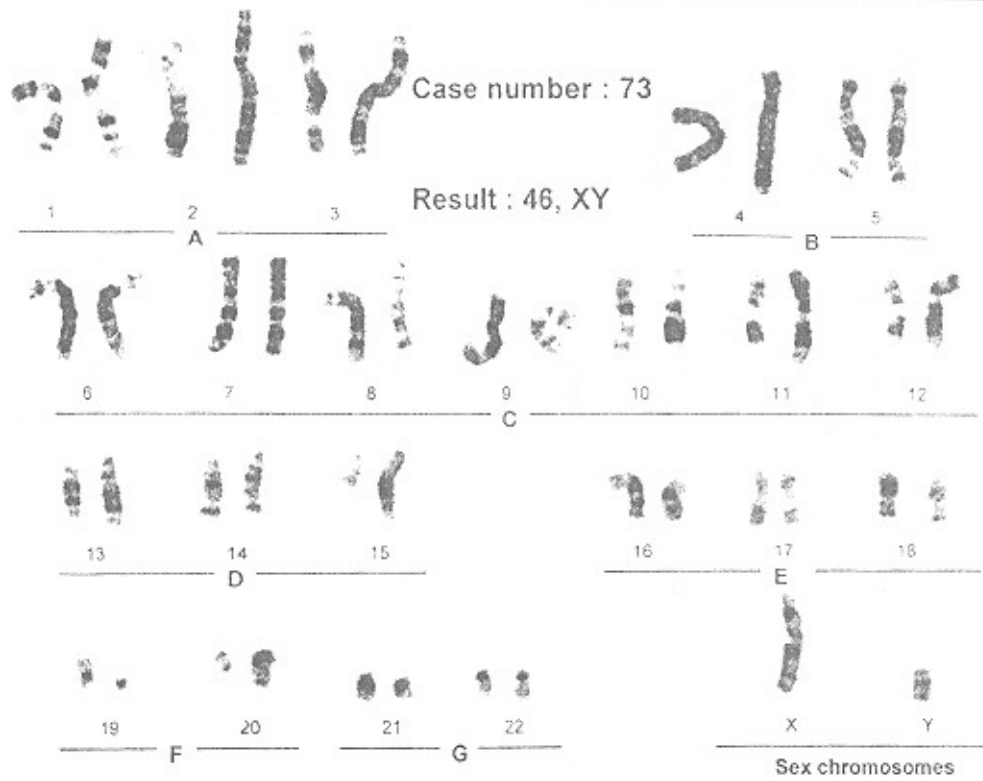 Case number : 73
Result : 46, XY
1 2 3 4 5
A B
6 7 8 9 10 11 12
C
13 14 15 16 17 18
D E
19 20 21 22 X Y
F G
Sex chromosomes